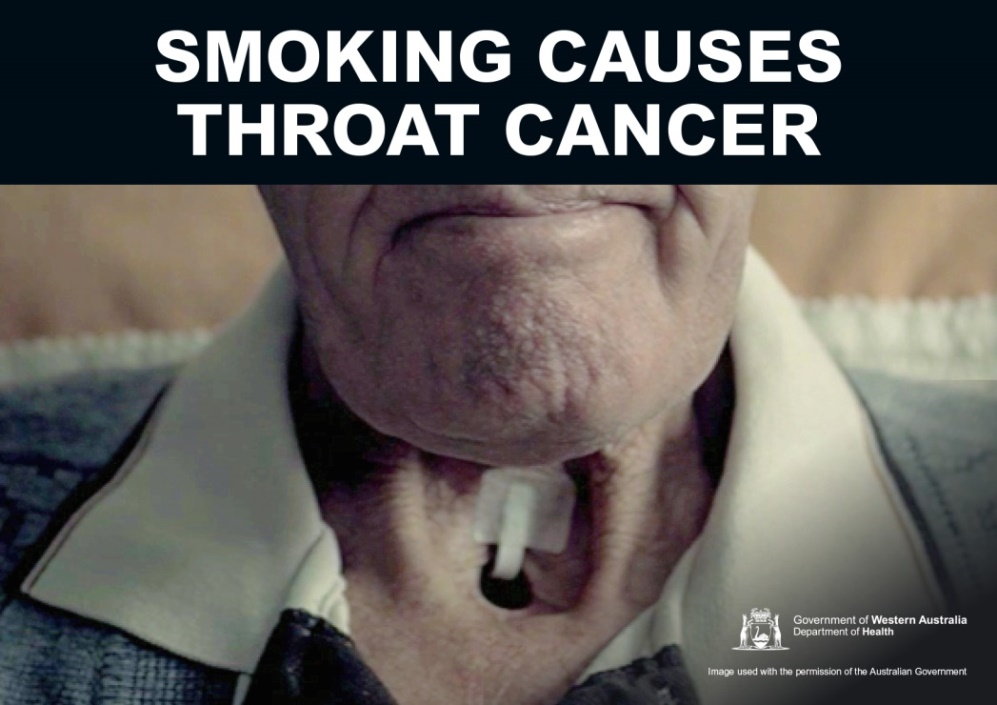 SMOKING CAUSES
THROAT CANCER
Government of Western Australia
Department of Health
Image used with the permission of the Australian Government